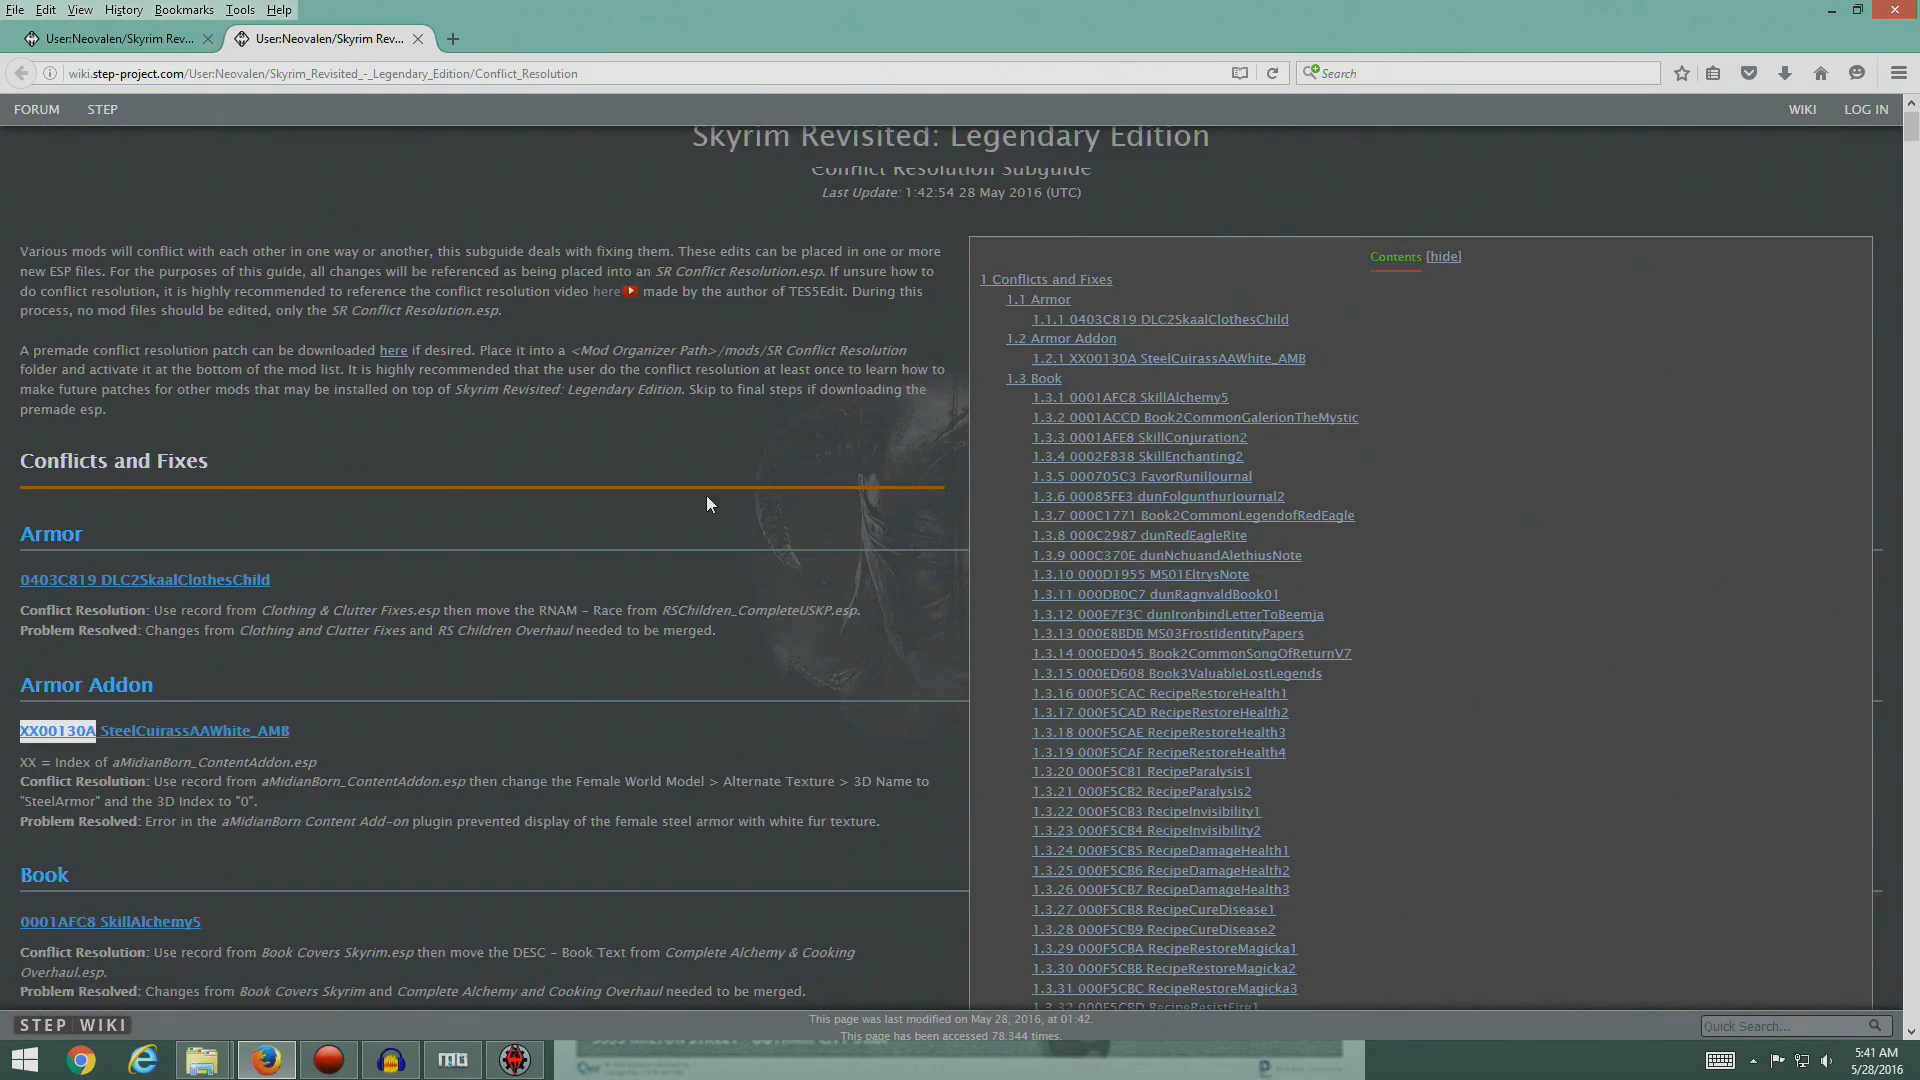 File Edit View History Bookmarks Tools Help
User:Neovalen/Skyrim Rev... User:Neovalen/Skyrim Rev...
wiki.step-project.com/User:Neovalen/Skyrim_Revisited_-_Legendary_Edition/Conflict_Resolution Search
FORUM STEP WIKI LOG IN
Skyrim Revisited: Legendary Edition
Conflict Resolution Subguide
Last Update: 1:42:54 28 May 2016 (UTC)
Various mods will conflict with each other in one way or another, this subguide deals with fixing them. These edits can be placed in one or more
new ESP files. For the purposes of this guide, all changes will be referenced as being placed into an SR Conflict Resolution.esp. If unsure how to
do conflict resolution, it is highly recommended to reference the conflict resolution video here made by the author of TES5Edit. During this
process, no mod files should be edited, only the SR Conflict Resolution.esp.
A premade conflict resolution patch can be downloaded here if desired. Place it into a <Mod Organizer Path>/mods/SR Conflict Resolution
folder and activate it at the bottom of the mod list. It is highly recommended that the user do the conflict resolution at least once to learn how to
make future patches for other mods that may be installed on top of Skyrim Revisited: Legendary Edition. Skip to final steps if downloading the
premade esp.
Conflicts and Fixes
Armor
0403C819 DLC2SkaalClothesChild
Conflict Resolution: Use record from Clothing & Clutter Fixes.esp then move the RNAM - Race from RSChildren_CompleteUSKP.esp.
Problem Resolved: Changes from Clothing and Clutter Fixes and RS Children Overhaul needed to be merged.
Armor Addon
XX00130A SteelCuirassAAWhite_AMB
XX = Index of aMidianBorn_ContentAddon.esp
Conflict Resolution: Use record from aMidianBorn_ContentAddon.esp then change the Female World Model > Alternate Texture > 3D Name to
"SteelArmor" and the 3D Index to "0".
Problem Resolved: Error in the aMidianBorn Content Add-on plugin prevented display of the female steel armor with white fur texture.
Book
0001AFC8 SkillAlchemy5
Conflict Resolution: Use record from Book Covers Skyrim.esp then move the DESC - Book Text from Complete Alchemy & Cooking
Overhaul.esp.
Problem Resolved: Changes from Book Covers Skyrim and Complete Alchemy and Cooking Overhaul needed to be merged.
Contents [hide]
1 Conflicts and Fixes
1.1 Armor
1.1.1 0403C819 DLC2SkaalClothesChild
1.2 Armor Addon
1.2.1 XX00130A SteelCuirassAAWhite_AMB
1.3 Book
1.3.1 0001AFC8 SkillAlchemy5
1.3.2 0001ACCD Book2CommonGalerionTheMystic
1.3.3 0001AFE8 SkillConjuration2
1.3.4 0002F838 SkillEnchanting2
1.3.5 000705C3 FavorRunilJournal
1.3.6 00085FE3 dunFolgunthurJournal2
1.3.7 000C1771 Book2CommonLegendofRedEagle
1.3.8 000C2987 dunRedEagleRite
1.3.9 000C370E dunNchuandAlethiusNote
1.3.10 000D1955 MS01EltrysNote
1.3.11 000DB0C7 dunRagnvaldBook01
1.3.12 000E7F3C dunIronbindLetterToBeemja
1.3.13 000E8BDB MS03FrostIdentityPapers
1.3.14 000ED045 Book2CommonSongOfReturnV7
1.3.15 000ED608 Book3ValuableLostLegends
1.3.16 000F5CAC RecipeRestoreHealth1
1.3.17 000F5CAD RecipeRestoreHealth2
1.3.18 000F5CAE RecipeRestoreHealth3
1.3.19 000F5CAF RecipeRestoreHealth4
1.3.20 000F5CB1 RecipeParalysis1
1.3.21 000F5CB2 RecipeParalysis2
1.3.22 000F5CB3 RecipeInvisibility1
1.3.23 000F5CB4 RecipeInvisibility2
1.3.24 000F5CB5 RecipeDamageHealth1
1.3.25 000F5CB6 RecipeDamageHealth2
1.3.26 000F5CB7 RecipeDamageHealth3
1.3.27 000F5CB8 RecipeCureDisease1
1.3.28 000F5CB9 RecipeCureDisease2
1.3.29 000F5CBA RecipeRestoreMagicka1
1.3.30 000F5CBB RecipeRestoreMagicka2
1.3.31 000F5CBC RecipeRestoreMagicka3
1.3.32 000F5CBD RecipeResistFire1
STEP WIKI
This page was last modified on May 28, 2016, at 01:42.
This page has been accessed 78,344 times.
Quick Search...
MO
5:41 AM
5/28/2016